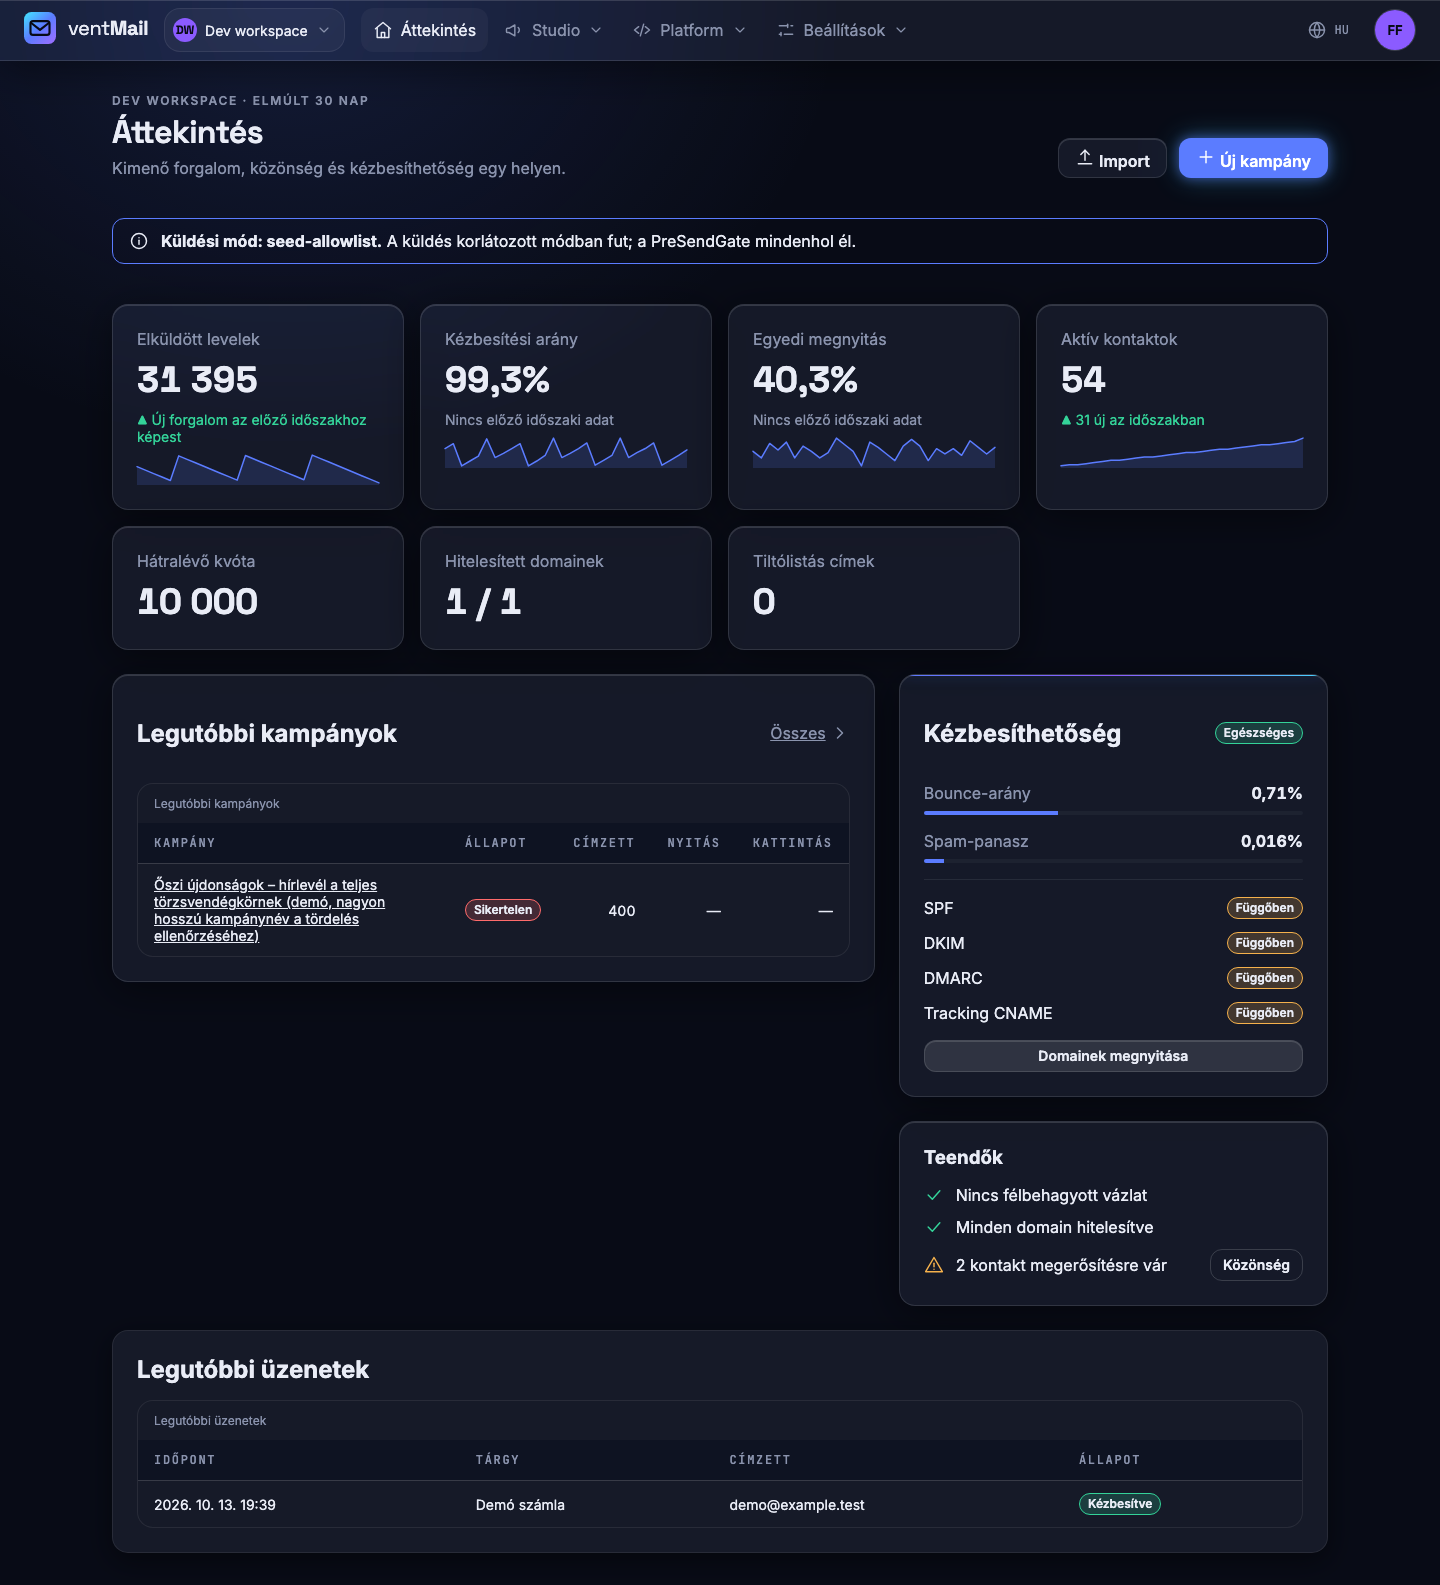 ventMail
DW Dev workspace
Áttekintés
Studio
Platform
Beállítások
HU
FF
DEV WORKSPACE · ELMÚLT 30 NAP
Áttekintés
Kimenő forgalom, közönség és kézbesíthetőség egy helyen.
Import
Új kampány
Küldési mód: seed-allowlist. A küldés korlátozott módban fut; a PreSendGate mindenhol él.
Elküldött levelek
31 395
▲ Új forgalom az előző időszakhoz
képest
Kézbesítési arány
99,3%
Nincs előző időszaki adat
Egyedi megnyitás
40,3%
Nincs előző időszaki adat
Aktív kontaktok
54
▲ 31 új az időszakban
Hátralévő kvóta
10 000
Hitelesített domainek
1 / 1
Tiltólistás címek
0
Legutóbbi kampányok
Összes
Legutóbbi kampányok
KAMPÁNY ÁLLAPOT CÍMZETT NYITÁS KATTINTÁS
Őszi újdonságok – hírlevél a teljes
törzsvendégkörnek (demó, nagyon
hosszú kampánynév a tördelés
ellenőrzéséhez)
Sikertelen 400 — —
Kézbesíthetőség
Egészséges
Bounce-arány 0,71%
Spam-panasz 0,016%
SPF Függőben
DKIM Függőben
DMARC Függőben
Tracking CNAME Függőben
Domainek megnyitása
Teendők
Nincs félbehagyott vázlat
Minden domain hitelesítve
2 kontakt megerősítésre vár Közönség
Legutóbbi üzenetek
Legutóbbi üzenetek
IDŐPONT TÁRGY CÍMZETT ÁLLAPOT
2026. 10. 13. 19:39 Demó számla demo@example.test Kézbesítve